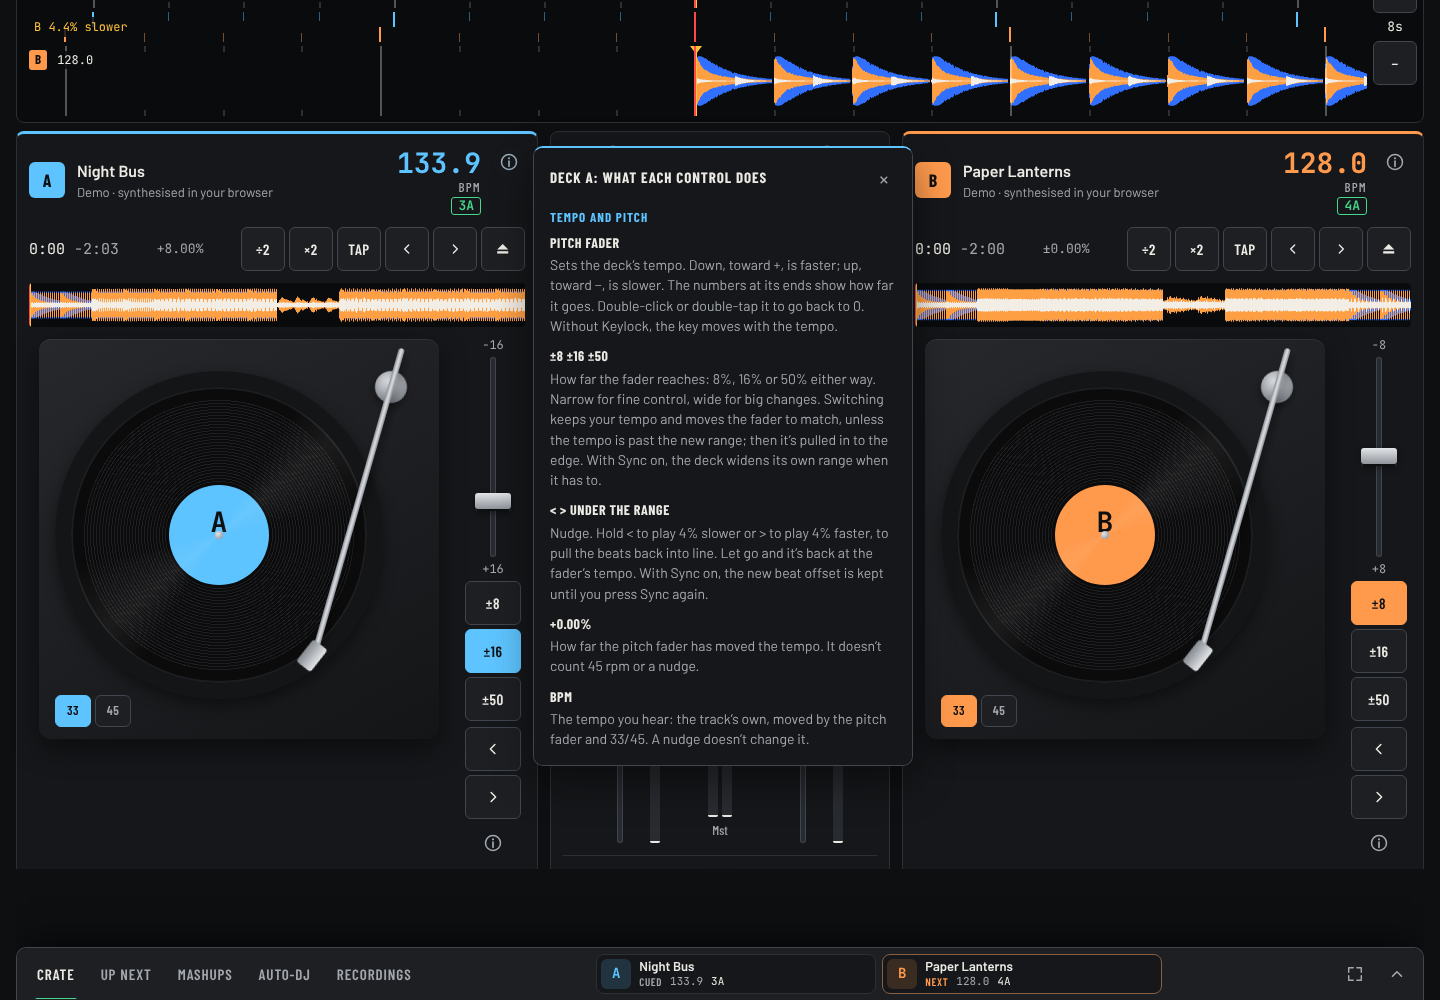 B 4.4% slower
8s
B 128.0
-
A
Night Bus
Demo · synthesised in your browser
133.9
BPM
3A
0:00 -2:03
+8.00%
÷2
×2
TAP
<
>
-16
+16
A
33
45
±8
±16
±50
<
>
DECK A: WHAT EACH CONTROL DOES
×
TEMPO AND PITCH
PITCH FADER
Sets the deck’s tempo. Down, toward +, is faster; up,
toward −, is slower. The numbers at its ends show how far
it goes. Double-click or double-tap it to go back to 0.
Without Keylock, the key moves with the tempo.
±8 ±16 ±50
How far the fader reaches: 8%, 16% or 50% either way.
Narrow for fine control, wide for big changes. Switching
keeps your tempo and moves the fader to match, unless
the tempo is past the new range; then it’s pulled in to the
edge. With Sync on, the deck widens its own range when
it has to.
< > UNDER THE RANGE
Nudge. Hold < to play 4% slower or > to play 4% faster, to
pull the beats back into line. Let go and it’s back at the
fader’s tempo. With Sync on, the new beat offset is kept
until you press Sync again.
+0.00%
How far the pitch fader has moved the tempo. It doesn’t
count 45 rpm or a nudge.
BPM
The tempo you hear: the track’s own, moved by the pitch
fader and 33/45. A nudge doesn’t change it.
Mst
B
Paper Lanterns
Demo · synthesised in your browser
128.0
BPM
4A
0:00 -2:00
±0.00%
÷2
×2
TAP
<
>
-8
+8
B
33
45
±8
±16
±50
<
>
CRATE
UP NEXT
MASHUPS
AUTO-DJ
RECORDINGS
A
Night Bus
CUED 133.9 3A
B
Paper Lanterns
NEXT 128.0 4A